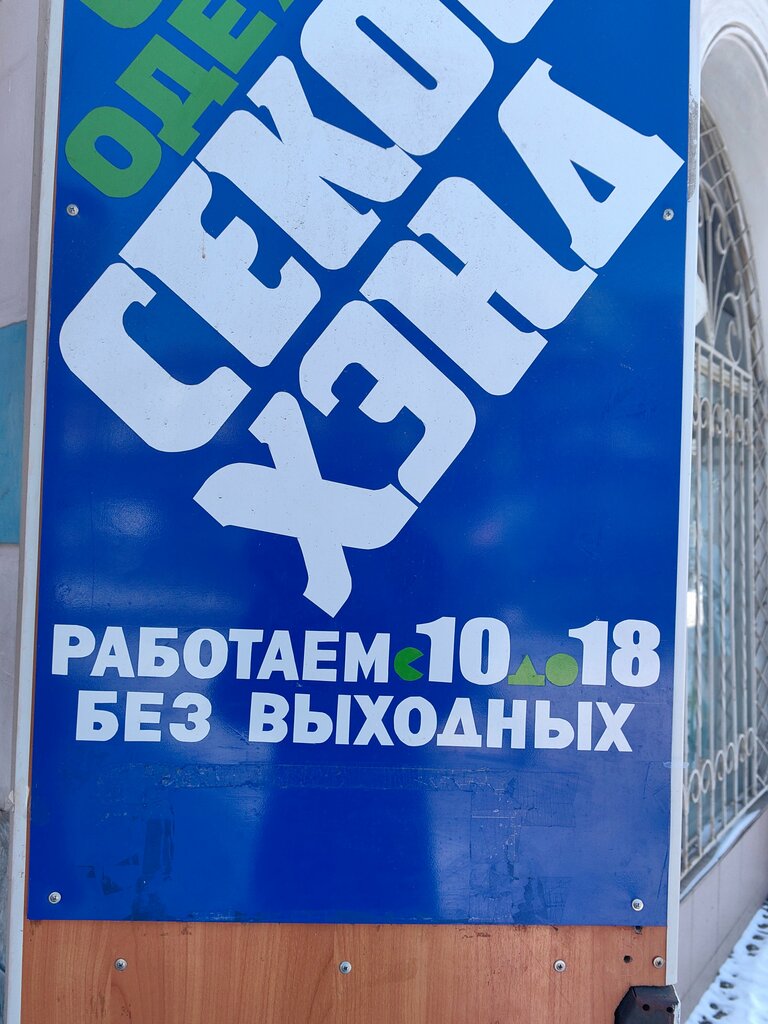 СЕКОНД
ХЭНД
РАБОТАЕМ С 10 ДО 18
БЕЗ ВЫХОДНЫХ